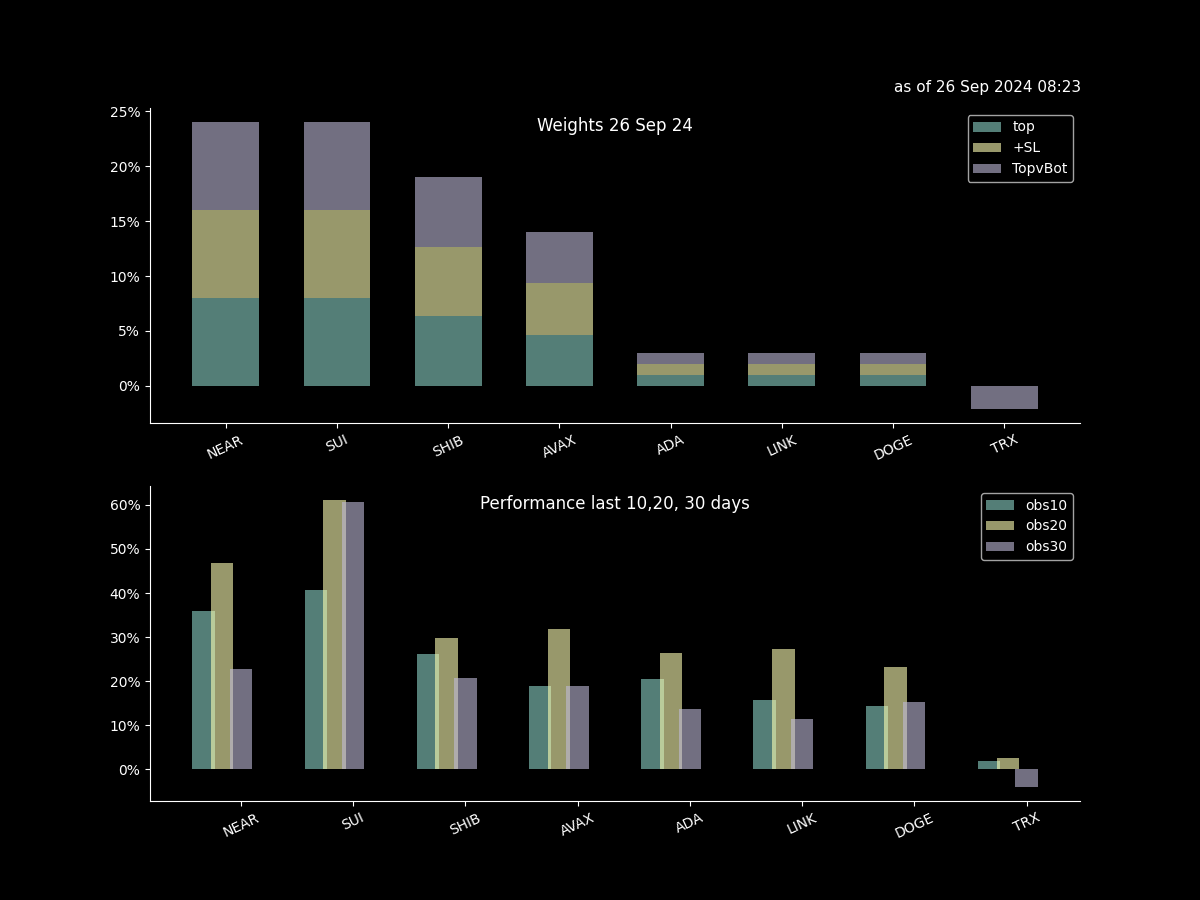 as of 26 Sep 2024 08:23
Weights 26 Sep 24
top
+SL
TopvBot
25%
20%
15%
10%
5%
0%
NEAR SUI SHIB AVAX ADA LINK DOGE TRX
Performance last 10,20, 30 days
obs10
obs20
obs30
60%
50%
40%
30%
20%
10%
0%
NEAR SUI SHIB AVAX ADA LINK DOGE TRX